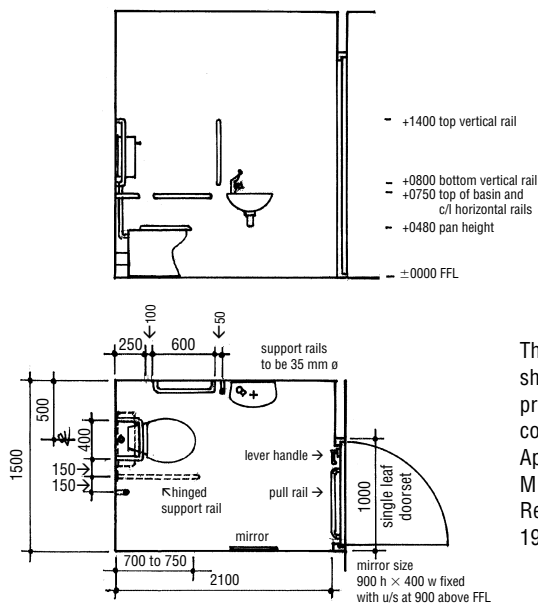 +1400 top vertical rail
+0800 bottom vertical rail
+0750 top of basin and
c/l horizontal rails
+0480 pan height
±0000 FFL
100
50
250
600
support rails
to be 35 mm ø
500
400
1500
150
150
hinged
support rail
lever handle
pull rail
1000
single leaf
doorset
mirror
700 to 750
2100
mirror size
900 h × 400 w fixed
with u/s at 900 above FFL
Th
sh
pr
co
Ap
M
Re
19